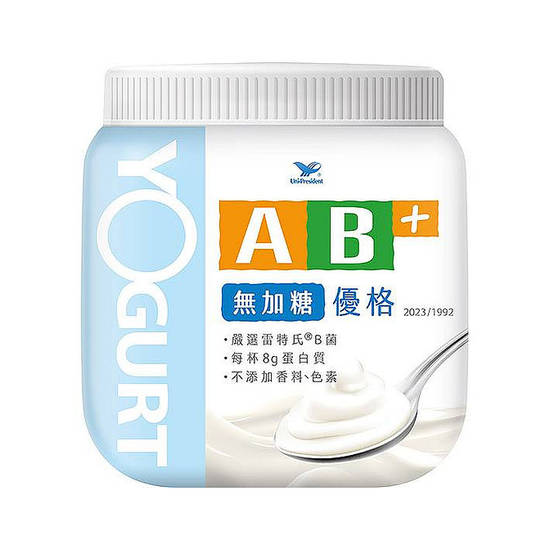 YOGURT
Uni-President
®
AB+
無加糖 優格 2023/1992
・嚴選雷特氏®B菌
・每杯8g蛋白質
・不添加香料、色素